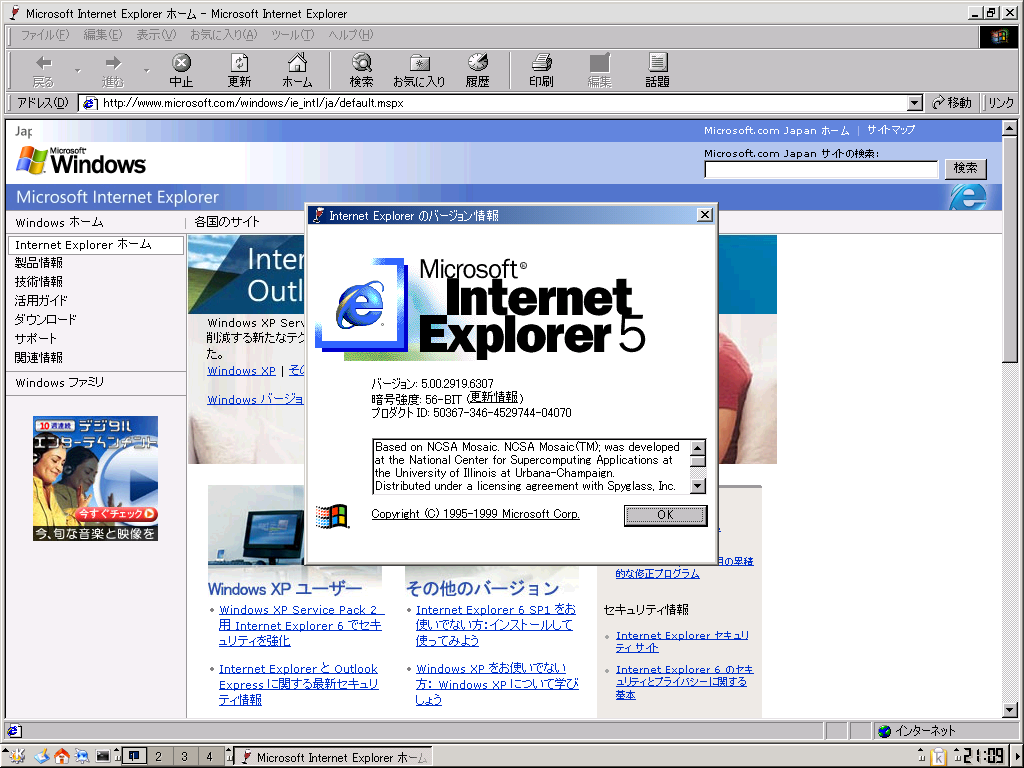 Microsoft Internet Explorer ホーム - Microsoft Internet Explorer
ファイル(F) 編集(E) 表示(V) お気に入り(A) ツール(T) ヘルプ(H)
戻る 進む 中止 更新 ホーム 検索 お気に入り 履歴 印刷 編集 話題
アドレス(D) http://www.microsoft.com/windows/ie_intl/ja/default.mspx 移動 リンク
Jap
Microsoft.com Japan ホーム | サイトマップ
Microsoft Windows
Microsoft.com Japan サイトの検索:
検索
Microsoft Internet Explorer
Windows ホーム
各国のサイト
Internet Explorer ホーム
製品情報
技術情報
活用ガイド
ダウンロード
サポート
関連情報
Windows ファミリ
10週連続 デジタル
エンターテインメント
今すぐチェック
今、旬な音楽と映像を
Inter
Outl
Windows XP Serv
削減する新たなテク
た。
Windows XP | その
Windows バージョ
Internet Explorer のバージョン情報
Microsoft®
Internet
Explorer 5
バージョン: 5.00.2919.6307
暗号強度: 56-BIT (更新情報)
プロダクト ID: 50367-346-4529744-04070
Based on NCSA Mosaic. NCSA Mosaic(TM); was developed
at the National Center for Supercomputing Applications at
the University of Illinois at Urbana-Champaign.
Distributed under a licensing agreement with Spyglass, Inc.
Copyright (C) 1995-1999 Microsoft Corp.
OK
Windows XP ユーザー
Windows XP Service Pack 2
用 Internet Explorer 6 でセキ
ュリティを強化
Internet Explorer と Outlook
Express に関する最新セキュリ
ティ情報
その他のバージョン
Internet Explorer 6 SP1 をお
使いでない方：インストールして
使ってみよう
Windows XP をお使いでない
方： Windows XP について学び
ましょう
月の累積
的な修正プログラム
セキュリティ情報
Internet Explorer セキュリ
ティ サイト
Internet Explorer 6 のセキ
ュリティとプライバシーに関する
基本
インターネット
2 3 4 Microsoft Internet Explorer ホーム 21:09